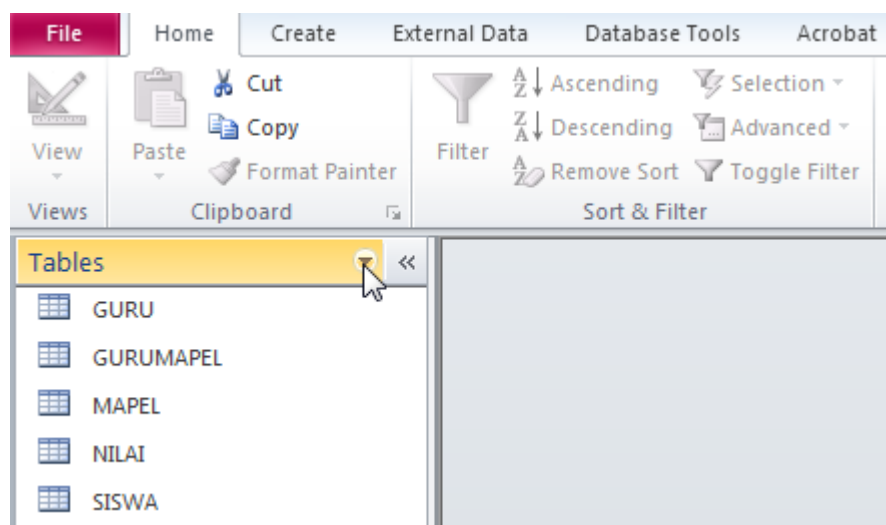 File Home Create External Data Database Tools Acrobat
View
Paste
Cut
Copy
Format Painter
Filter
Ascending
Descending
Remove Sort
Selection
Advanced
Toggle Filter
Views Clipboard Sort & Filter
Tables
GURU
GURUMAPEL
MAPEL
NILAI
SISWA